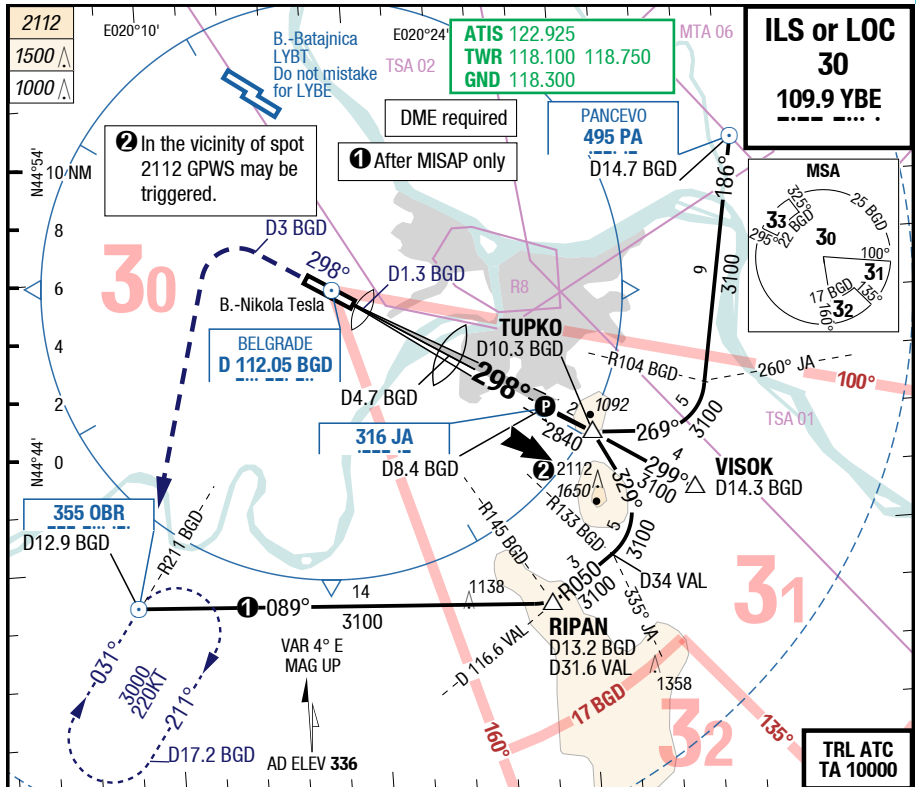 2112
1500
1000
E020°10'
B.-Batajnica
LYBT
Do not mistake
for LYBE
E020°24'
TSA 02
ATIS 122.925
TWR 118.100 118.750
GND 118.300
MTA 06
ILS or LOC
30
109.9 YBE
DME required
PANCEVO
495 PA
D14.7 BGD
❷ In the vicinity of spot
2112 GPWS may be
triggered.
❶ After MISAP only
N44°54'
10 NM
8
6
4
2
0
N44°44'
MSA
325°
25 BGD
33
22 BGD
295°
30
100°
31
135°
17 BGD
32
160°
186°
9
3100
D3 BGD
298°
D1.3 BGD
30
B.-Nikola Tesla
R8
BELGRADE
D 112.05 BGD
TUPKO
D10.3 BGD
R104 BGD
260° JA
100°
D4.7 BGD
298°
P
2
2840
1092
269°
5
3100
TSA 01
316 JA
D8.4 BGD
4
299°
3100
VISOK
D14.3 BGD
❷ 2112
1650
329°
5
3100
355 OBR
D12.9 BGD
R211 BGD
R145 BGD
R133 BGD
3
R050
3100
D34 VAL
335° JA
31
❶ 089°
14
3100
1138
RIPAN
D13.2 BGD
D31.6 VAL
D 116.6 VAL
VAR 4° E
MAG UP
031°
3000
220KT
211°
D17.2 BGD
AD ELEV 336
160°
17 BGD
1358
32
135°
TRL ATC
TA 10000